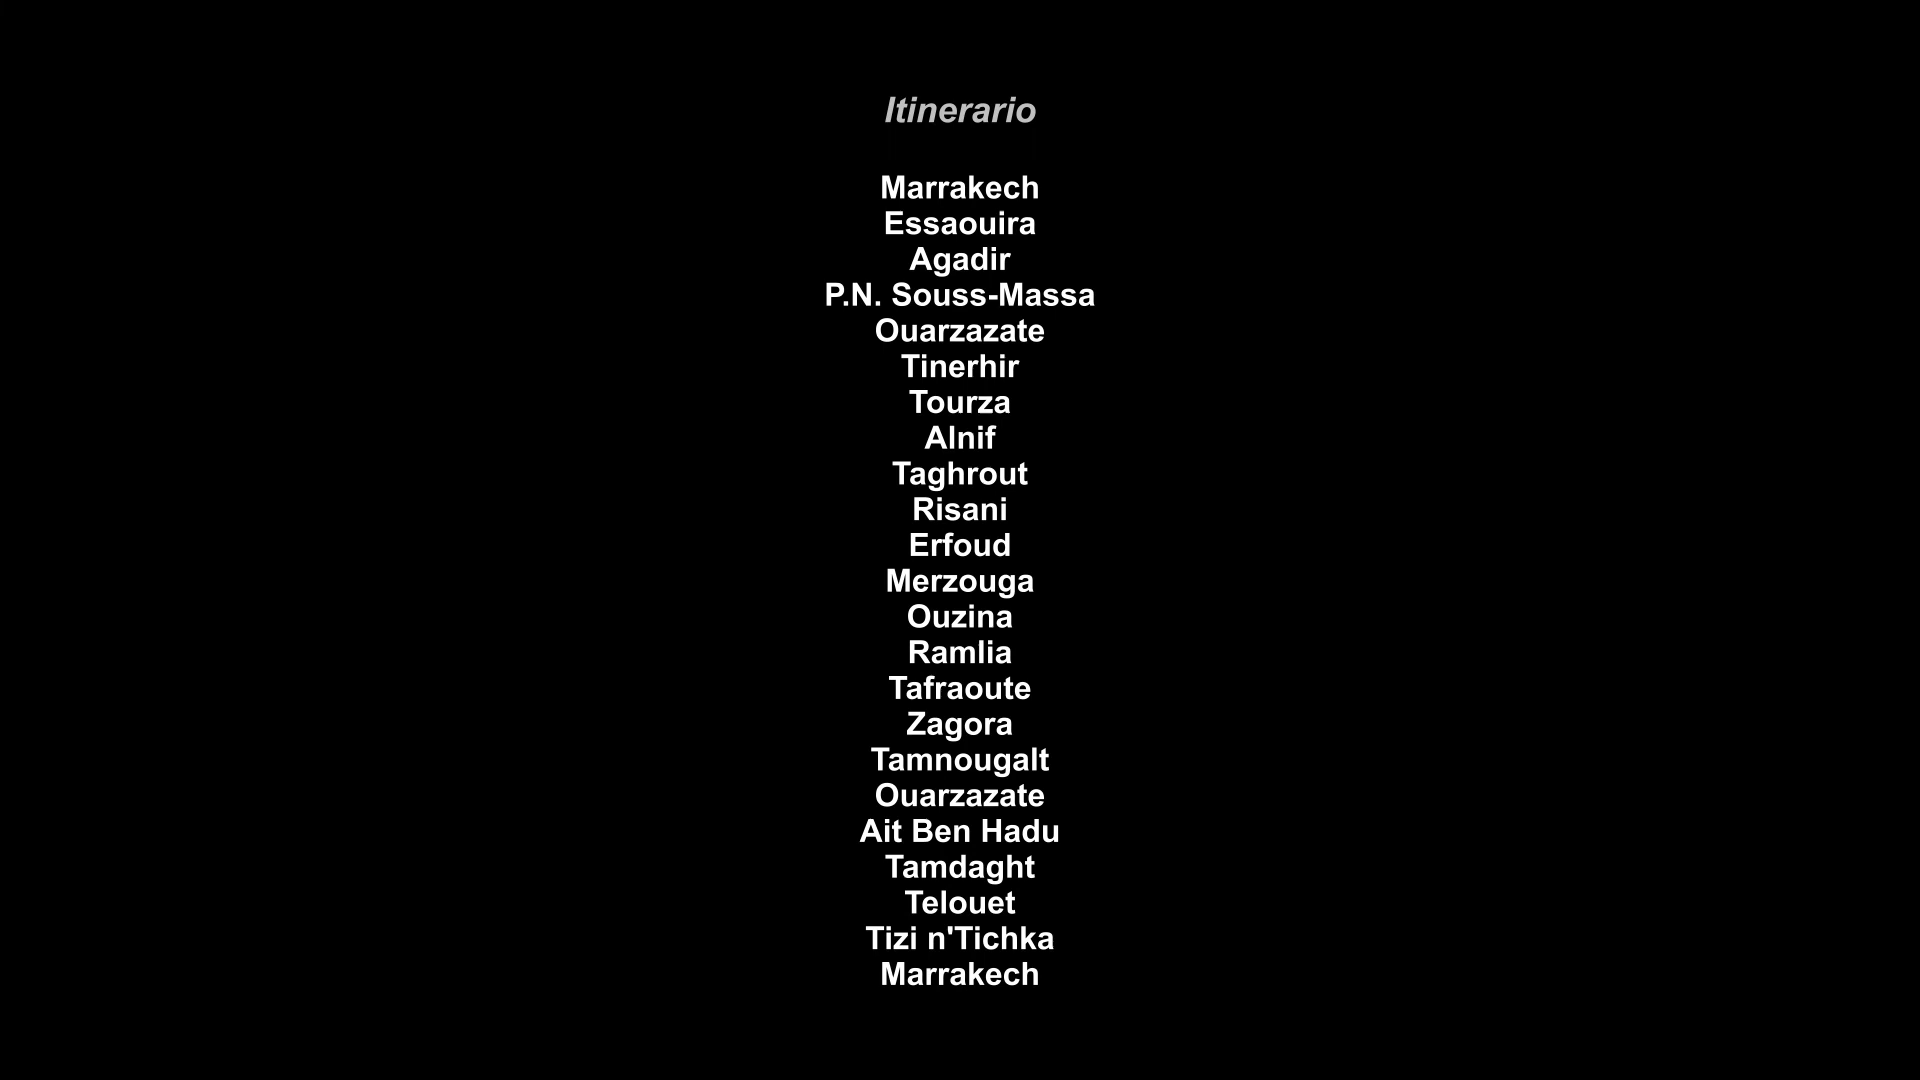 Itinerario
Marrakech
Essaouira
Agadir
P.N. Souss-Massa
Ouarzazate
Tinerhir
Tourza
Alnif
Taghrout
Risani
Erfoud
Merzouga
Ouzina
Ramlia
Tafraoute
Zagora
Tamnougalt
Ouarzazate
Ait Ben Hadu
Tamdaght
Telouet
Tizi n'Tichka
Marrakech